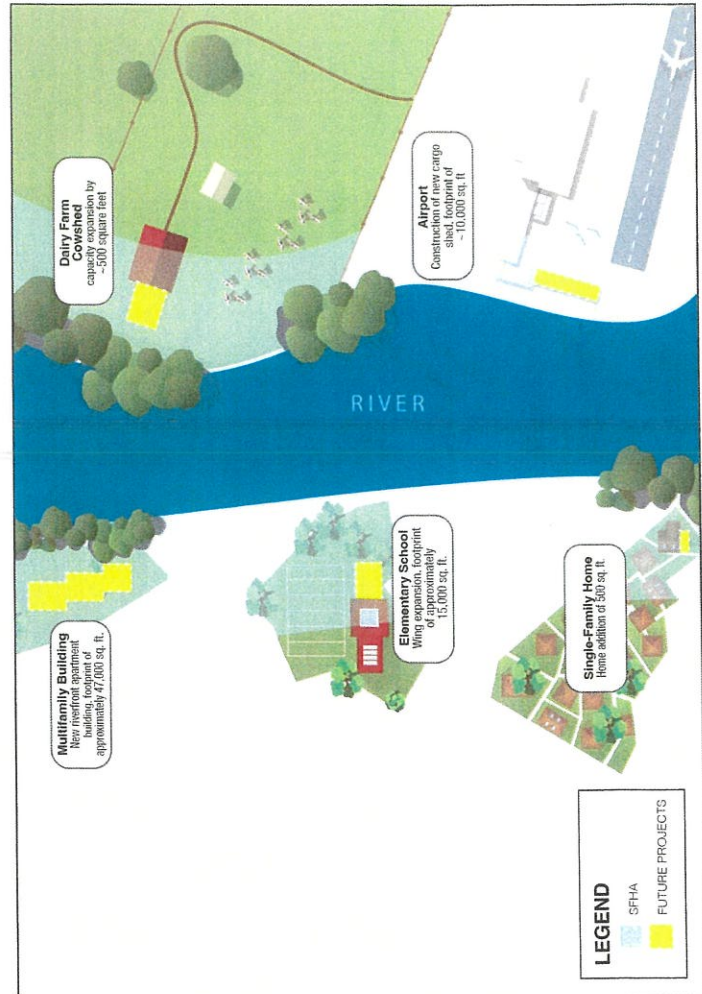 Dairy Farm
Cowshed
capacity expansion by
~500 square feet
Airport
Construction of new cargo
shed, footprint of
~10,000 sq. ft
RIVER
Multifamily Building
New riverfront apartment
building, footprint of
approximately 47,000 sq. ft.
Elementary School
Wing expansion, footprint
of approximately
15,000 sq. ft.
Single-Family Home
Home addition of 500 sq. ft.
LEGEND
SFHA
FUTURE PROJECTS